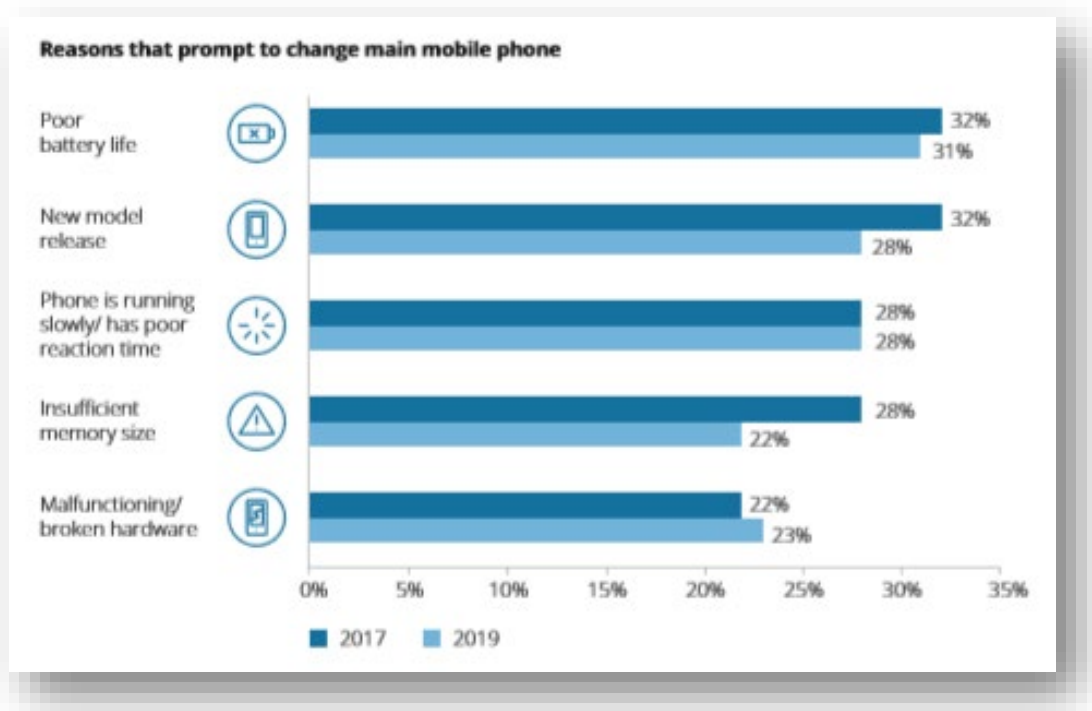 Reasons that prompt to change main mobile phone
Poor
battery life
32%
31%
New model
release
32%
28%
Phone is running
slowly/ has poor
reaction time
28%
28%
Insufficient
memory size
28%
22%
Malfunctioning/
broken hardware
22%
23%
0% 5% 10% 15% 20% 25% 30% 35%
2017 2019